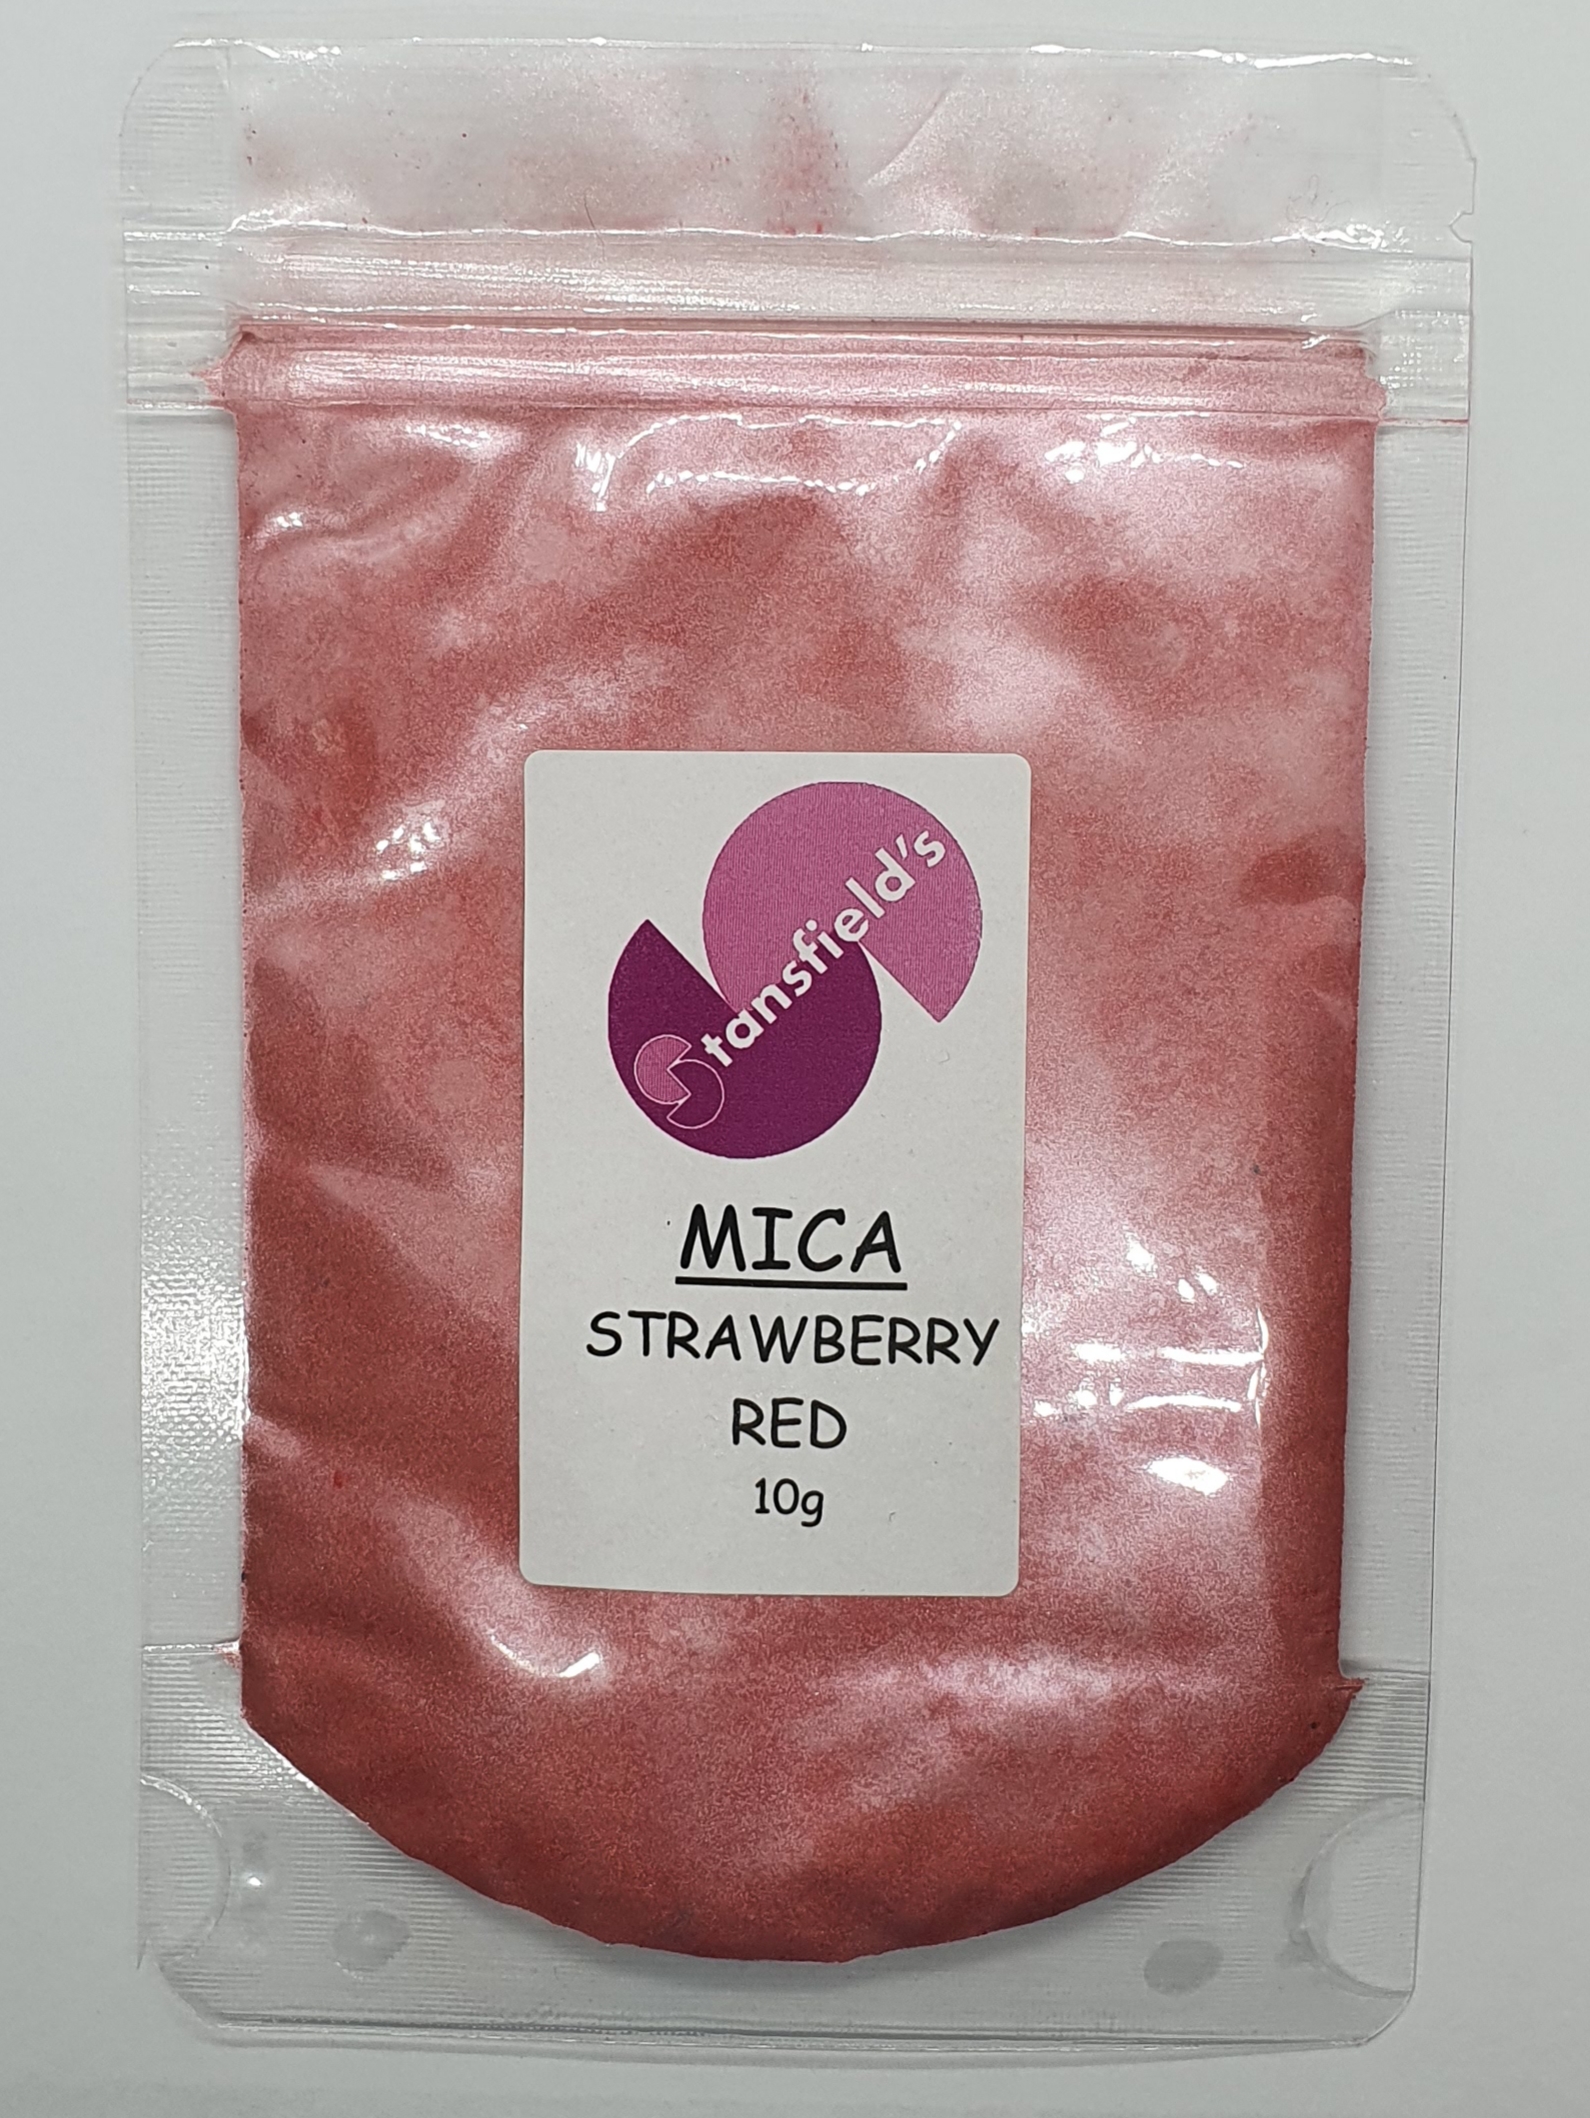 Stansfield's
MICA
STRAWBERRY
RED
10g